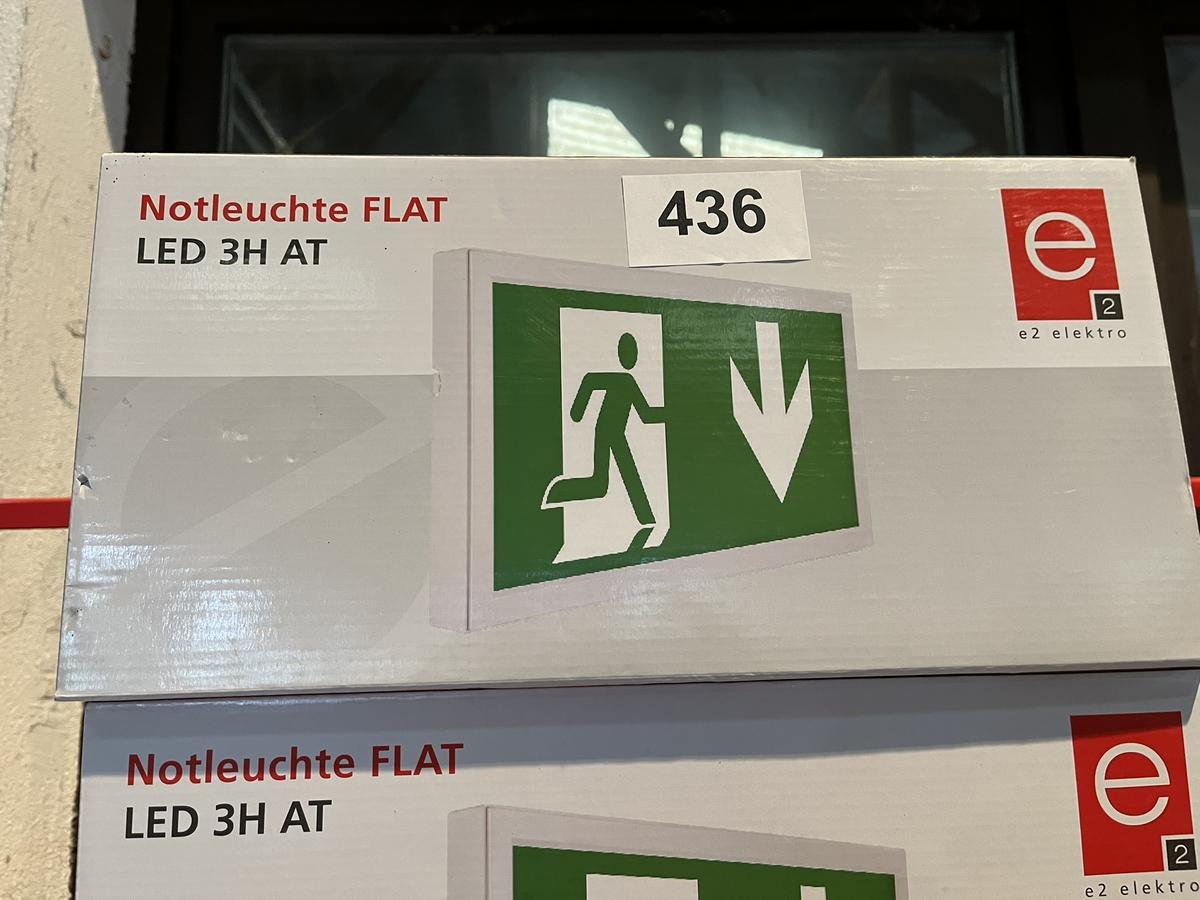 Notleuchte FLAT
LED 3H AT
436
e
2
e2 elektro
Notleuchte FLAT
LED 3H AT
e
2
e2 elektro